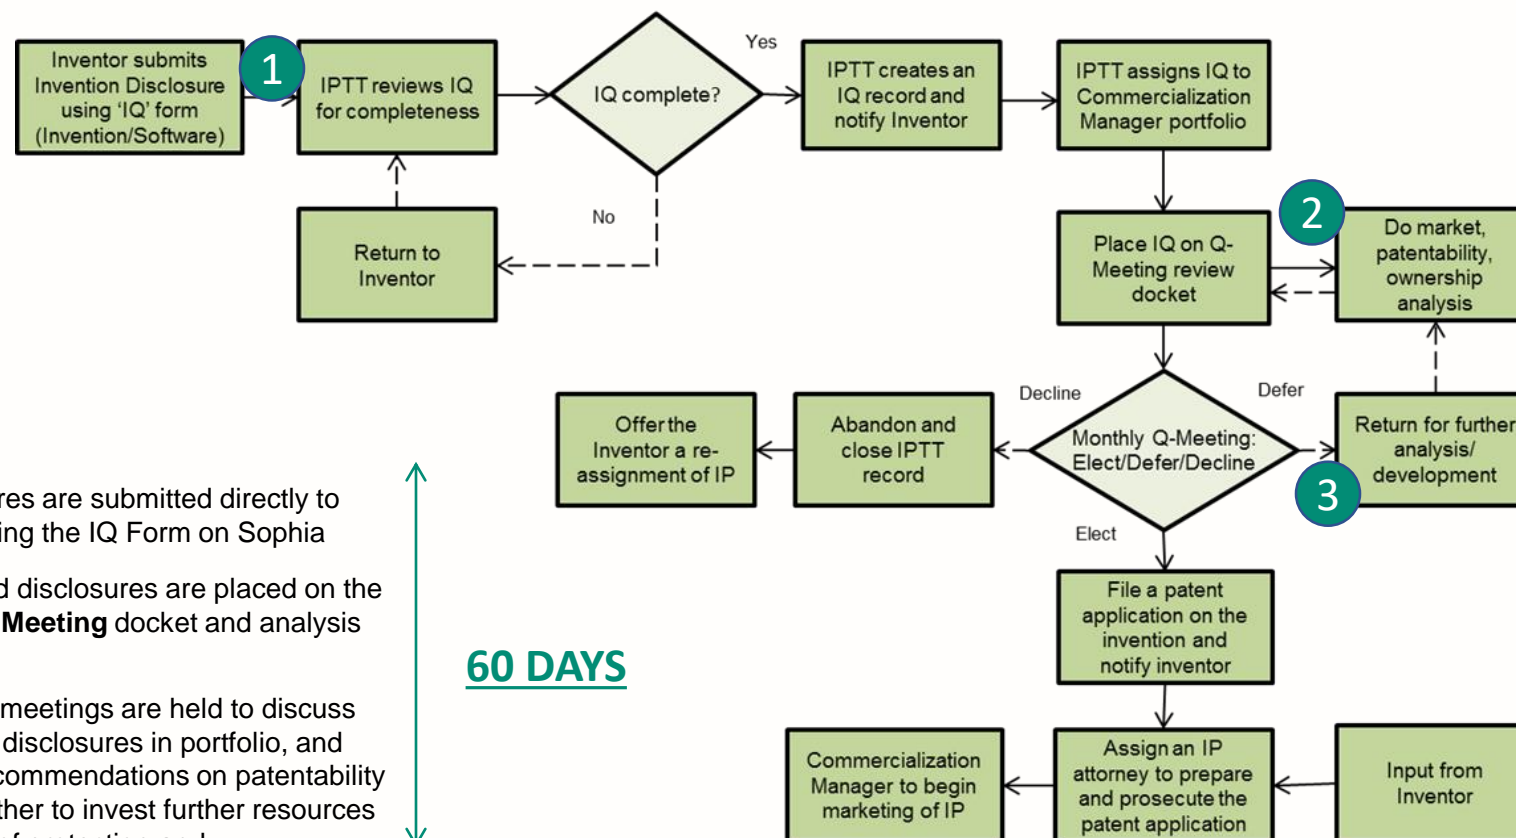 Inventor submits
Invention Disclosure
using ‘IQ’ form
(Invention/Software)
1
IPTT reviews IQ
for completeness
IQ complete?
Yes
IPTT creates an
IQ record and
notify Inventor
IPTT assigns IQ to
Commercialization
Manager portfolio
No
Return to
Inventor
Place IQ on Q-
Meeting review
docket
2
Do market,
patentability,
ownership
analysis
Decline
Defer
Offer the
Inventor a re-
assignment of IP
Abandon and
close IPTT
record
Monthly Q-Meeting:
Elect/Defer/Decline
Return for further
analysis/
development
3
Elect
File a patent
application on the
invention and
notify inventor
Commercialization
Manager to begin
marketing of IP
Assign an IP
attorney to prepare
and prosecute the
patent application
Input from
Inventor
res are submitted directly to
ing the IQ Form on Sophia
d disclosures are placed on the
Meeting docket and analysis
meetings are held to discuss
disclosures in portfolio, and
commendations on patentability
ther to invest further resources
60 DAYS